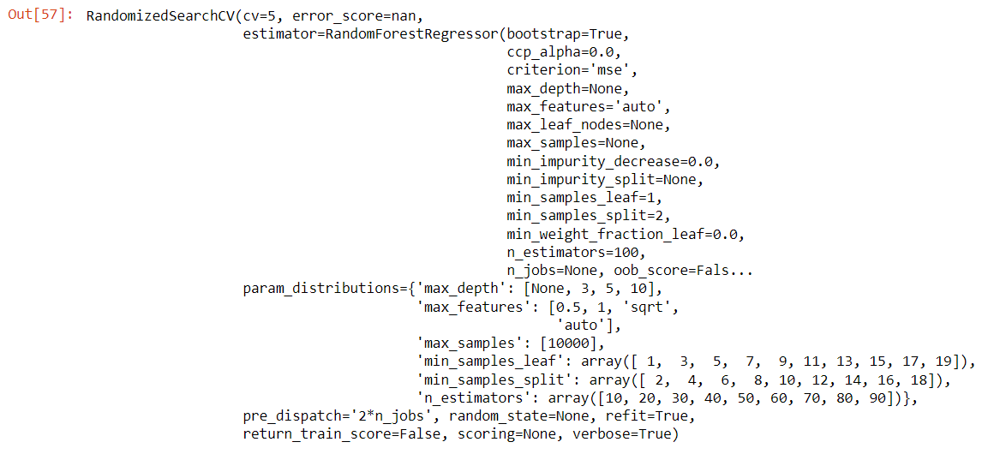 Out[57]: RandomizedSearchCV(cv=5, error_score=nan,
                   estimator=RandomForestRegressor(bootstrap=True,
                                                   ccp_alpha=0.0,
                                                   criterion='mse',
                                                   max_depth=None,
                                                   max_features='auto',
                                                   max_leaf_nodes=None,
                                                   max_samples=None,
                                                   min_impurity_decrease=0.0,
                                                   min_impurity_split=None,
                                                   min_samples_leaf=1,
                                                   min_samples_split=2,
                                                   min_weight_fraction_leaf=0.0,
                                                   n_estimators=100,
                                                   n_jobs=None, oob_score=Fals...
                   param_distributions={'max_depth': [None, 3, 5, 10],
                                        'max_features': [0.5, 1, 'sqrt',
                                                         'auto'],
                                        'max_samples': [10000],
                                        'min_samples_leaf': array([ 1,  3,  5,  7,  9, 11, 13, 15, 17, 19]),
                                        'min_samples_split': array([ 2,  4,  6,  8, 10, 12, 14, 16, 18]),
                                        'n_estimators': array([10, 20, 30, 40, 50, 60, 70, 80, 90])},
                   pre_dispatch='2*n_jobs', random_state=None, refit=True,
                   return_train_score=False, scoring=None, verbose=True)